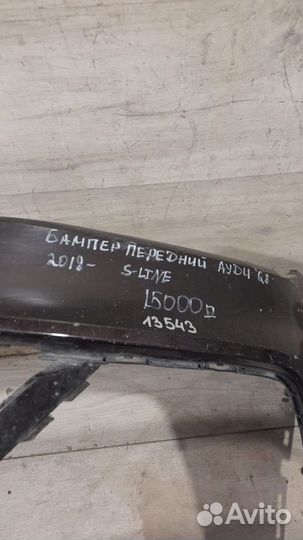 БАМПЕР ПЕРЕДНИЙ АУДИ Q8
2018- S-LINE
15000р
13543
Avito